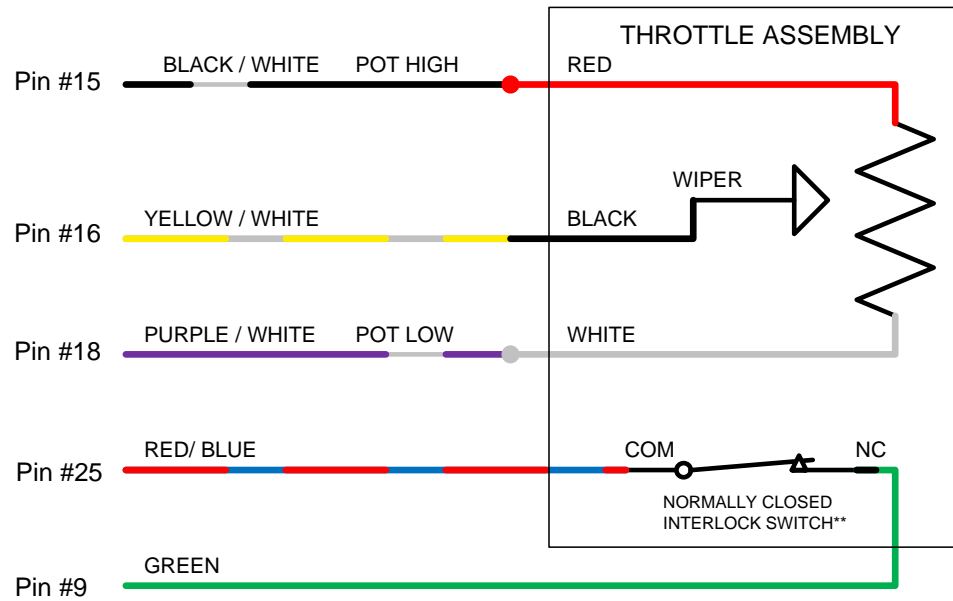 THROTTLE ASSEMBLY
Pin #15
BLACK / WHITE
POT HIGH
RED
WIPER
Pin #16
YELLOW / WHITE
BLACK
Pin #18
PURPLE / WHITE
POT LOW
WHITE
Pin #25
RED/ BLUE
COM
NC
NORMALLY CLOSED
INTERLOCK SWITCH**
Pin #9
GREEN